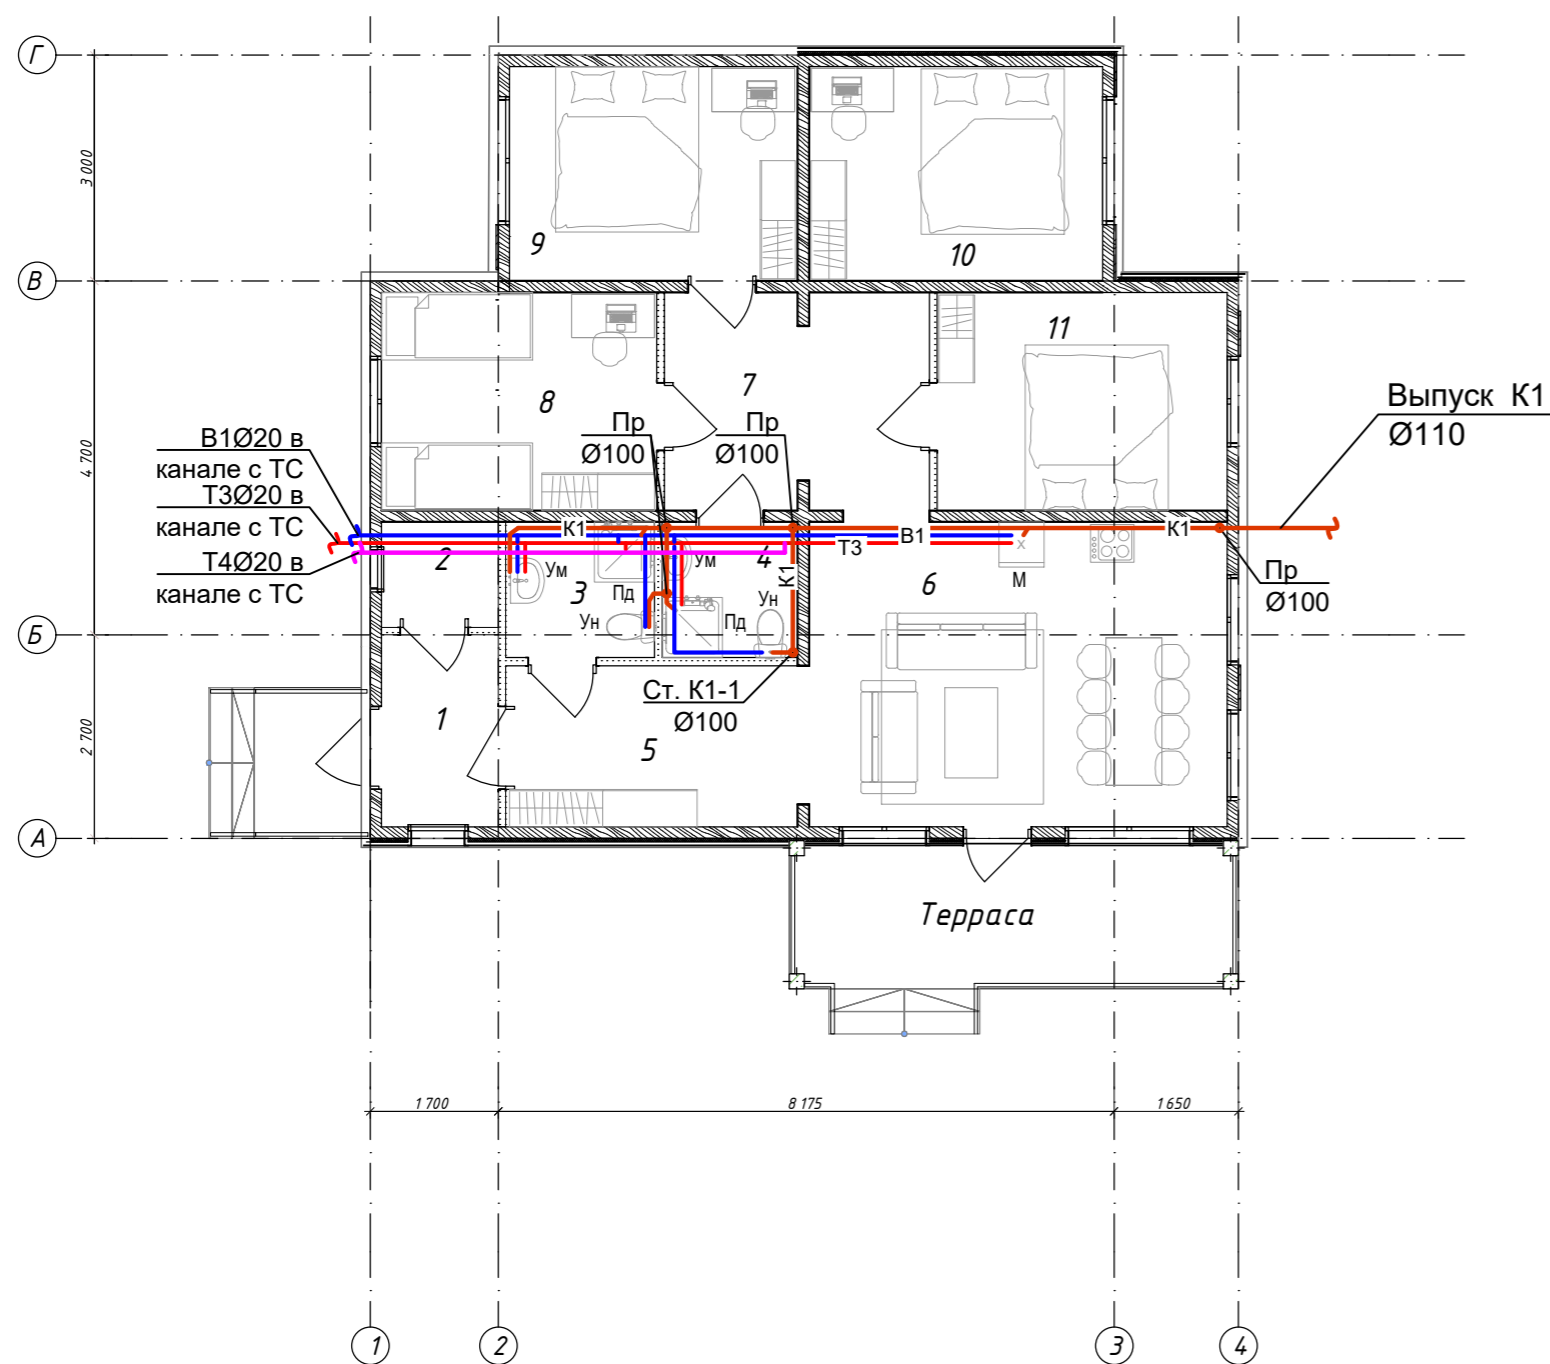 Г
3 000
9
10
В
11
7
8
4 700
Выпуск К1
Ø110
Пр
Ø100
Пр
Ø100
В1Ø20 в
канале с ТС
Т3Ø20 в
канале с ТС
Т4Ø20 в
канале с ТС
К1
К1
В1
Т3
2
Ум
3
Пд
Ун
Ум
4
К1
Ун
Пд
6
М
Пр
Ø100
Б
Ст. К1-1
Ø100
2 700
1
5
А
Терраса
1 700
8 175
1 650
1
2
3
4